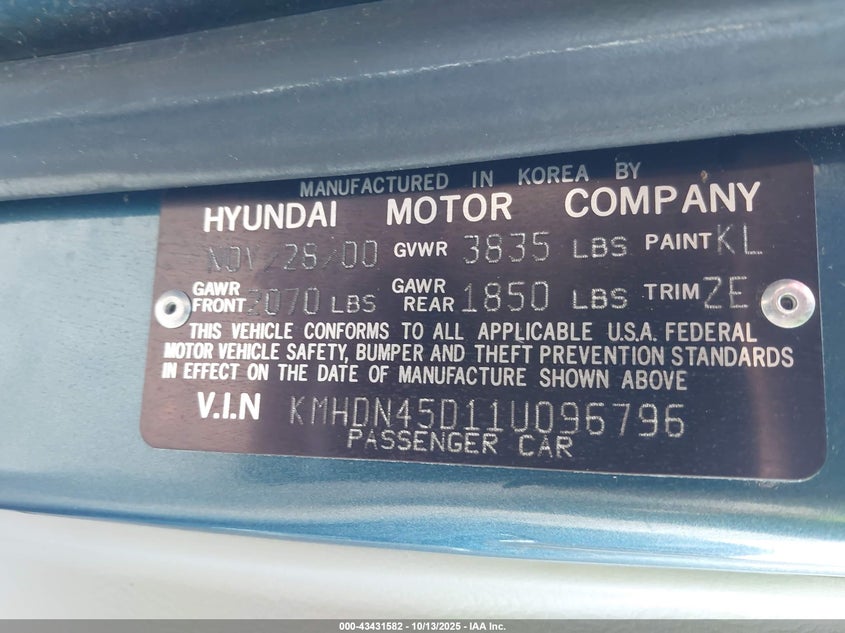 MANUFACTURED IN KOREA BY
HYUNDAI MOTOR COMPANY
NOV/28/00 GVWR 3835 LBS PAINT KL
GAWR FRONT 2070 LBS GAWR REAR 1850 LBS TRIM ZE
THIS VEHICLE CONFORMS TO ALL APPLICABLE U.S.A. FEDERAL
MOTOR VEHICLE SAFETY, BUMPER AND THEFT PREVENTION STANDARDS
IN EFFECT ON THE DATE OF MANUFACTURE SHOWN ABOVE
V.I.N KMHDN45D11U096796
PASSENGER CAR
000-43431582 - 10/13/2025 - IAA Inc.